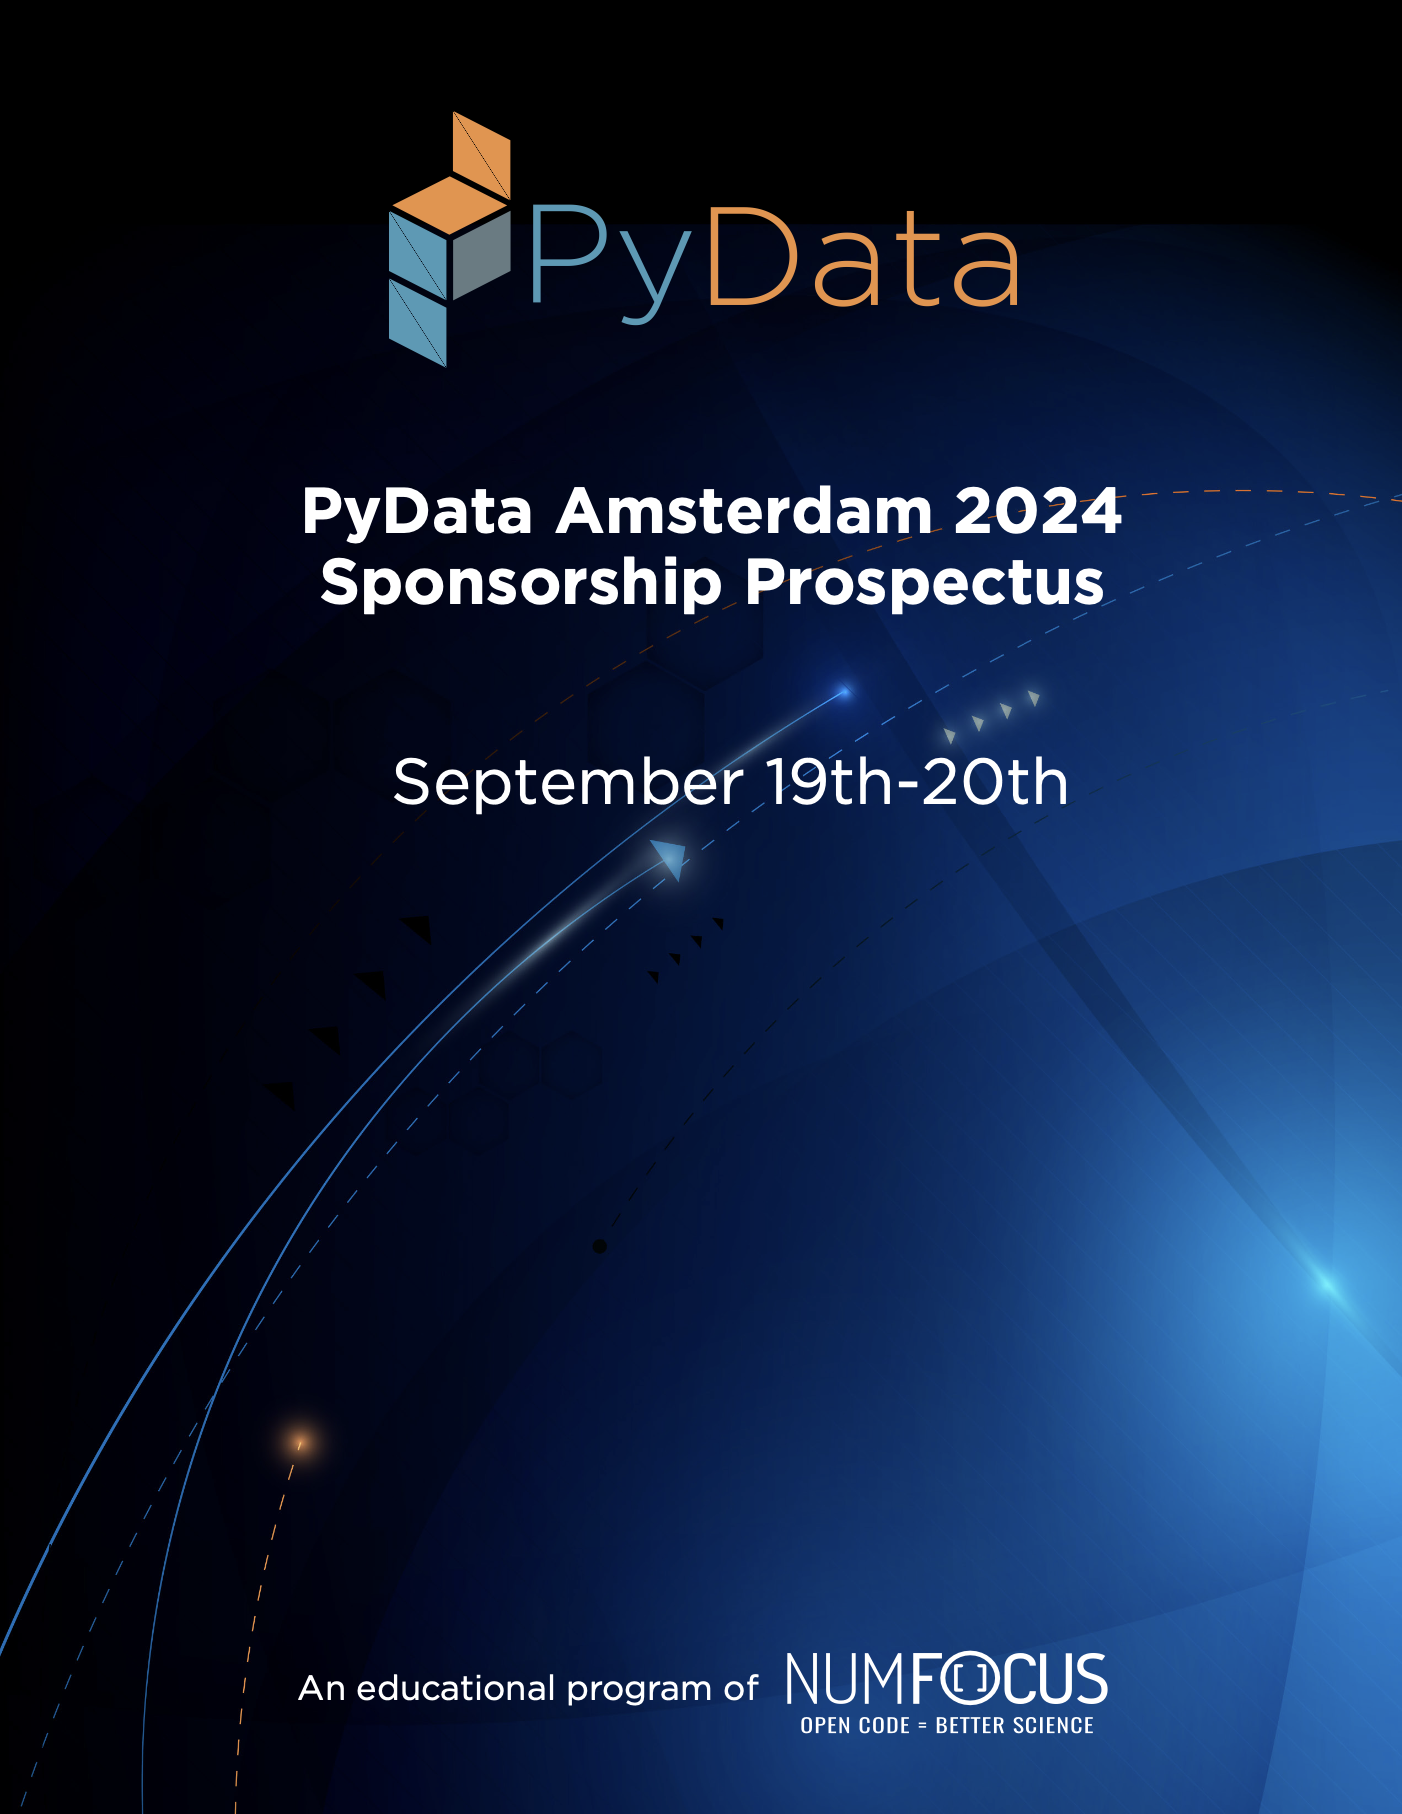 PyData
PyData Amsterdam 2024
Sponsorship Prospectus
September 19th-20th
An educational program of NUMFOCUS
OPEN CODE = BETTER SCIENCE